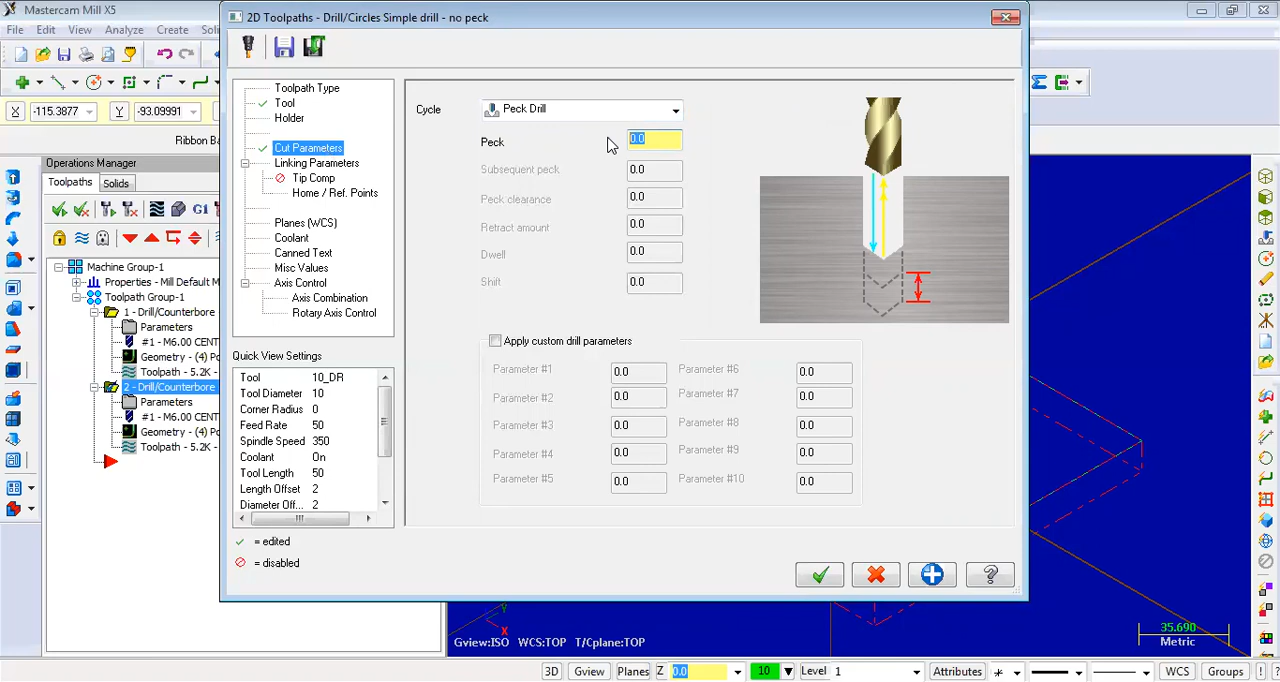 Mastercam Mill X5
File Edit View Analyze Create
X -115.3877 Y -93.09991
Ribbon Ba
Operations Manager
Toolpaths Solids
G1
Machine Group-1
Properties - Mill Default M
Toolpath Group-1
1 - Drill/Counterbore
Parameters
#1 - M6.00 CENT
Geometry - (4) Po
Toolpath - 5.2K
2 - Drill/Counterbore
Parameters
#1 - M6.00 CENT
Geometry - (4) Po
Toolpath - 5.2K
2D Toolpaths - Drill/Circles Simple drill - no peck
Toolpath Type
Tool
Holder
Cut Parameters
Linking Parameters
Tip Comp
Home / Ref. Points
Planes (WCS)
Coolant
Canned Text
Misc Values
Axis Control
Axis Combination
Rotary Axis Control
Quick View Settings
Tool 10_DR
Tool Diameter 10
Corner Radius 0
Feed Rate 50
Spindle Speed 350
Coolant On
Tool Length 50
Length Offset 2
Diameter Off... 2
= edited
= disabled
Cycle Peck Drill
Peck 0.0
Subsequent peck 0.0
Peck clearance 0.0
Retract amount 0.0
Dwell 0.0
Shift 0.0
Apply custom drill parameters
Parameter #1 0.0 Parameter #6 0.0
Parameter #2 0.0 Parameter #7 0.0
Parameter #3 0.0 Parameter #8 0.0
Parameter #4 0.0 Parameter #9 0.0
Parameter #5 0.0 Parameter #10 0.0
Y
X
Gview:ISO WCS:TOP T/Cplane:TOP
35.690
Metric
3D Gview Planes Z 0.0 10 Level 1 Attributes WCS Groups